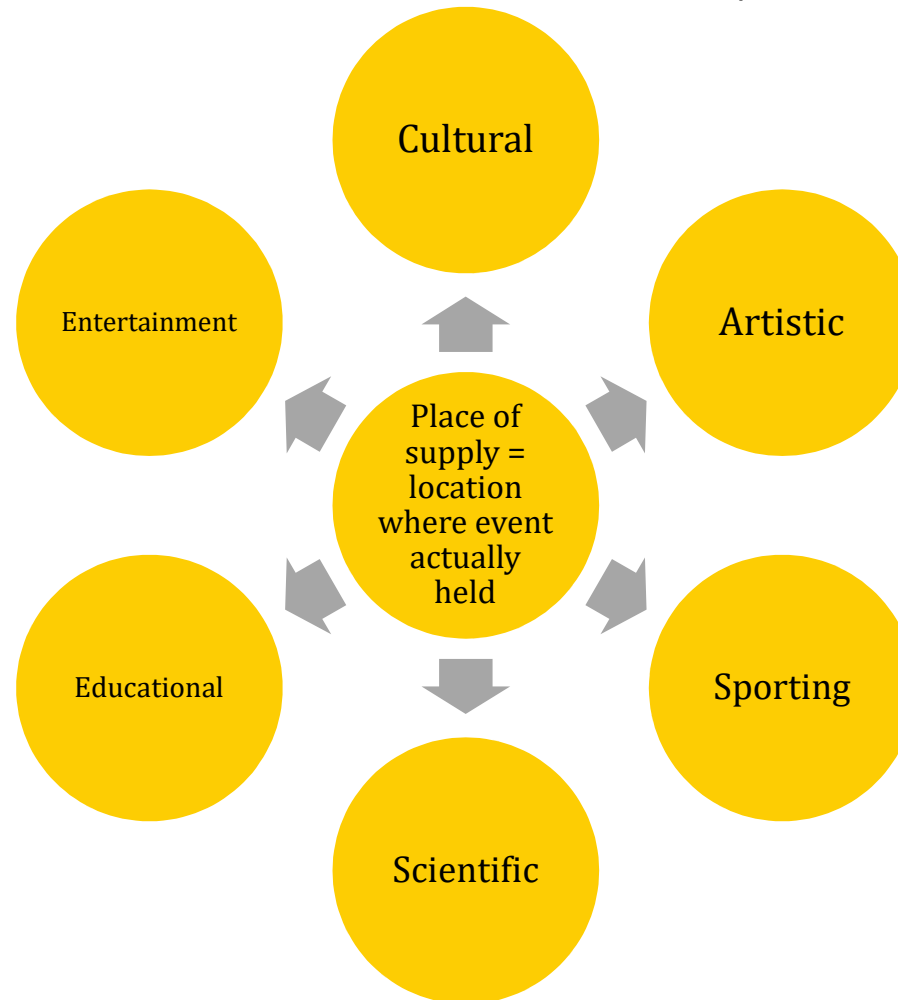 Cultural
Entertainment
Artistic
Place of
supply =
location
where event
actually
held
Educational
Sporting
Scientific